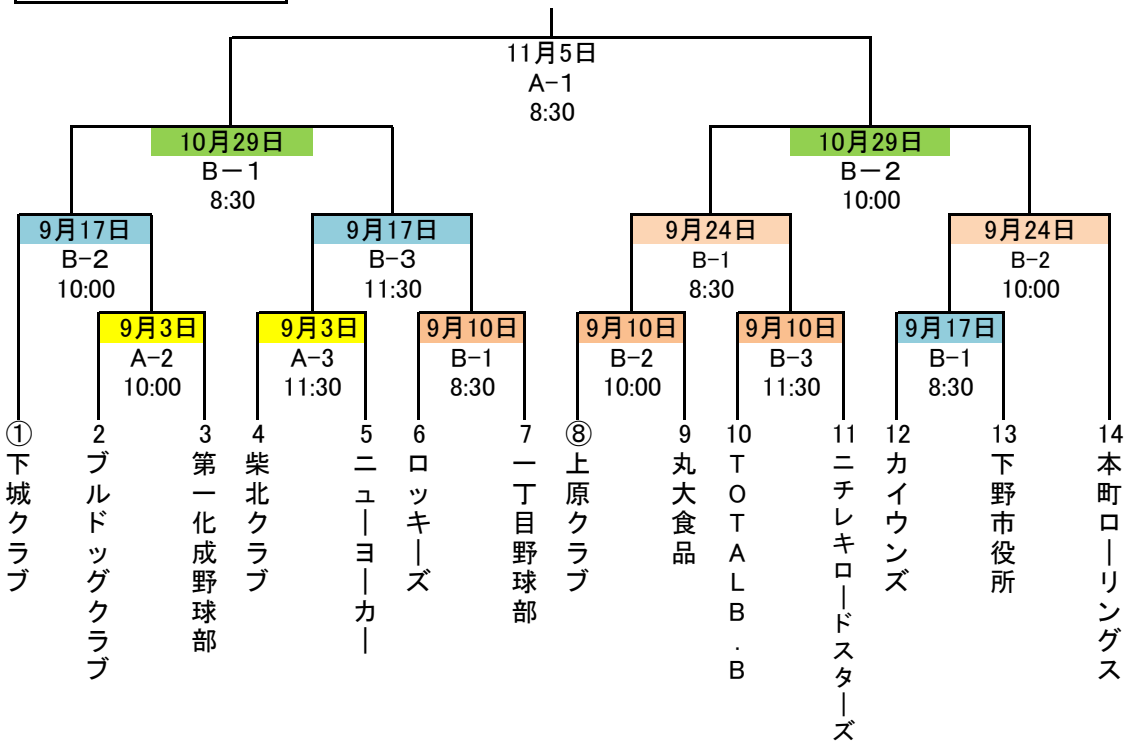 11月5日
A-1
8:30
10月29日
B-1
8:30
10月29日
B-2
10:00
9月17日
B-2
10:00
9月17日
B-3
11:30
9月24日
B-1
8:30
9月24日
B-2
10:00
9月3日
A-2
10:00
9月3日
A-3
11:30
9月10日
B-1
8:30
9月10日
B-2
10:00
9月10日
B-3
11:30
9月17日
B-1
8:30
①
下城クラブ
2
ブルドッグクラブ
3
第一化成野球部
4
柴北クラブ
5
ニューヨーカー
6
ロッキーズ
7
一丁目野球部
⑧
上原クラブ
9
丸大食品
10
TOTALB.B
11
ニチレキロードスターズ
12
カイウンズ
13
下野市役所
14
本町ローリングス